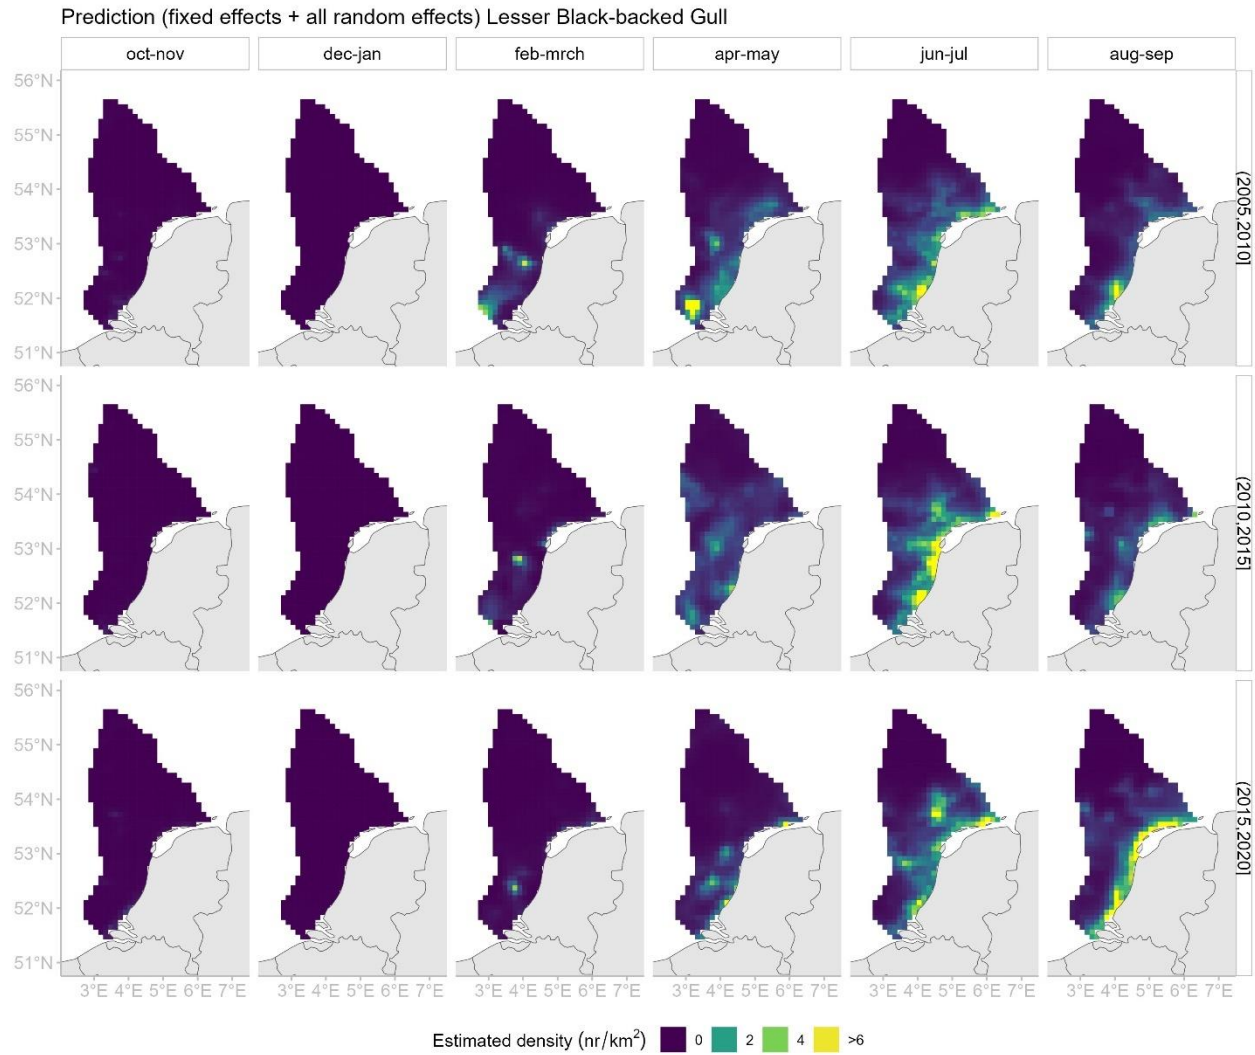 Prediction (fixed effects + all random effects) Lesser Black-backed Gull
oct-nov dec-jan feb-mrch apr-may jun-jul aug-sep
56°N
55°N
54°N
53°N
52°N
51°N
(2005,2010]
56°N
55°N
54°N
53°N
52°N
51°N
(2010,2015]
56°N
55°N
54°N
53°N
52°N
51°N
(2015,2020]
3°E 4°E 5°E 6°E 7°E 3°E 4°E 5°E 6°E 7°E 3°E 4°E 5°E 6°E 7°E 3°E 4°E 5°E 6°E 7°E 3°E 4°E 5°E 6°E 7°E 3°E 4°E 5°E 6°E 7°E
Estimated density (nr/km²) 0 2 4 >6